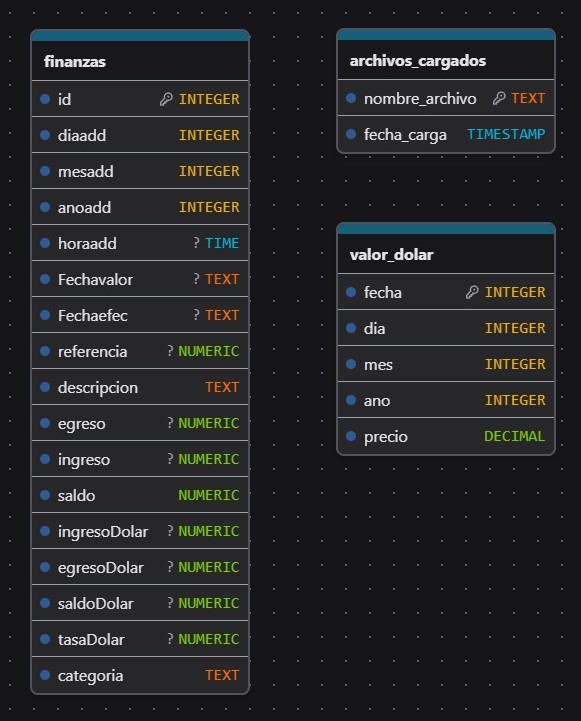 finanzas
id INTEGER
diaadd INTEGER
mesadd INTEGER
anoadd INTEGER
horaadd ? TIME
Fechavalor ? TEXT
Fechaefec ? TEXT
referencia ? NUMERIC
descripcion TEXT
egreso ? NUMERIC
ingreso ? NUMERIC
saldo NUMERIC
ingresoDolar ? NUMERIC
egresoDolar ? NUMERIC
saldoDolar ? NUMERIC
tasaDolar ? NUMERIC
categoria TEXT
archivos_cargados
nombre_archivo TEXT
fecha_carga TIMESTAMP
valor_dolar
fecha INTEGER
dia INTEGER
mes INTEGER
ano INTEGER
precio DECIMAL